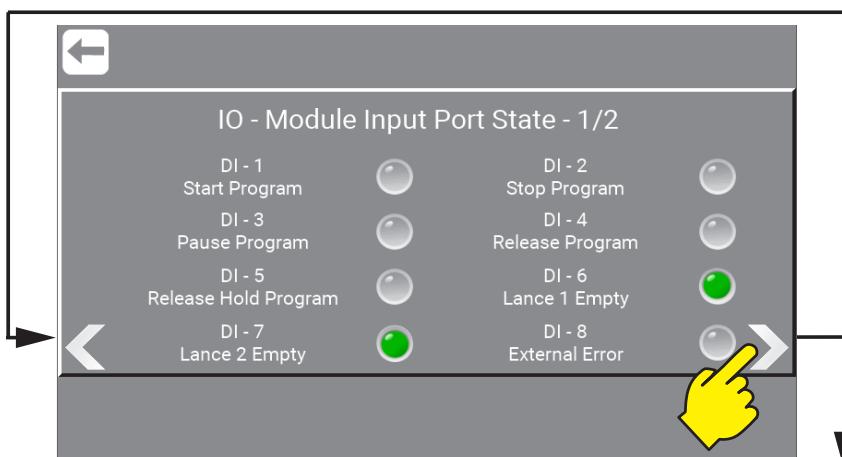 IO - Module Input Port State - 1/2
DI - 1
Start Program
DI - 2
Stop Program
DI - 3
Pause Program
DI - 4
Release Program
DI - 5
Release Hold Program
DI - 6
Lance 1 Empty
DI - 7
Lance 2 Empty
DI - 8
External Error